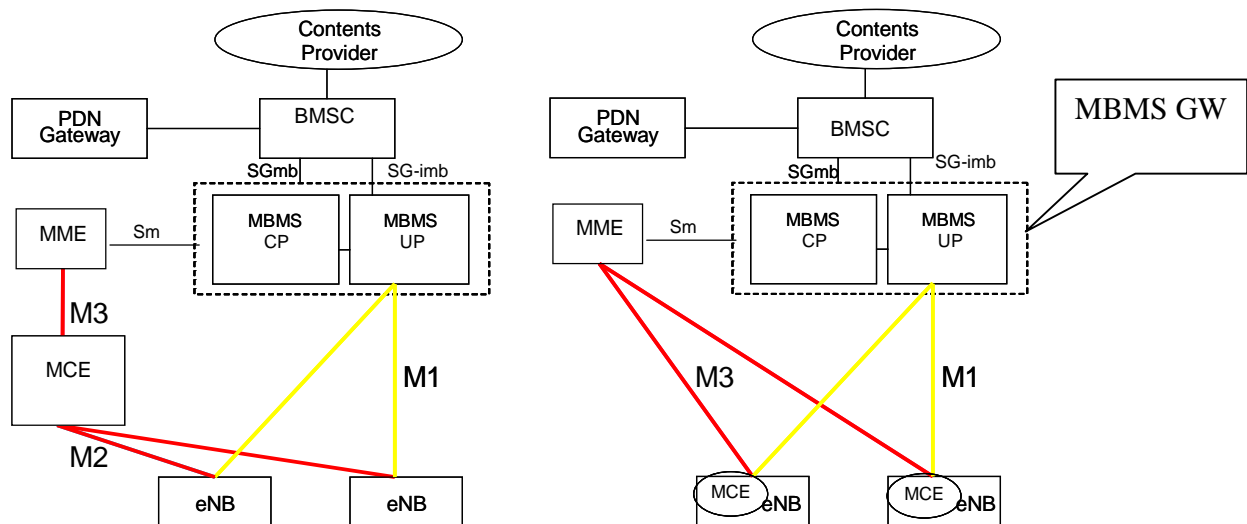 Contents
Provider
PDN
Gateway
BMSC
SGmb
SG-imb
MBMS
CP
MBMS
UP
MME
Sm
M3
MCE
M1
M2
eNB
eNB
Contents
Provider
MBMS GW
PDN
Gateway
BMSC
SGmb
SG-imb
MBMS
CP
MBMS
UP
MME
Sm
M3
M1
MCE
eNB
MCE
eNB